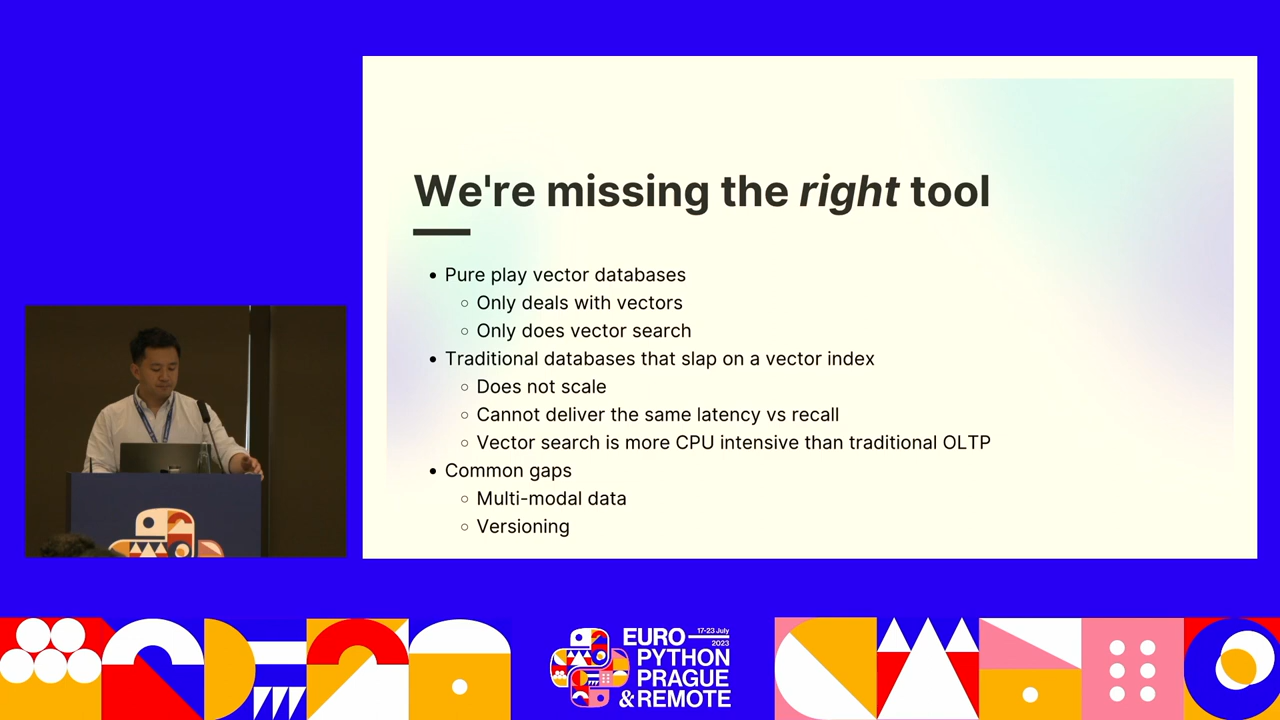 We're missing the right tool
• Pure play vector databases
◦ Only deals with vectors
◦ Only does vector search
• Traditional databases that slap on a vector index
◦ Does not scale
◦ Cannot deliver the same latency vs recall
◦ Vector search is more CPU intensive than traditional OLTP
• Common gaps
◦ Multi-modal data
◦ Versioning
EURO 17-23 July
2023
PYTHON
PRAGUE
&REMOTE